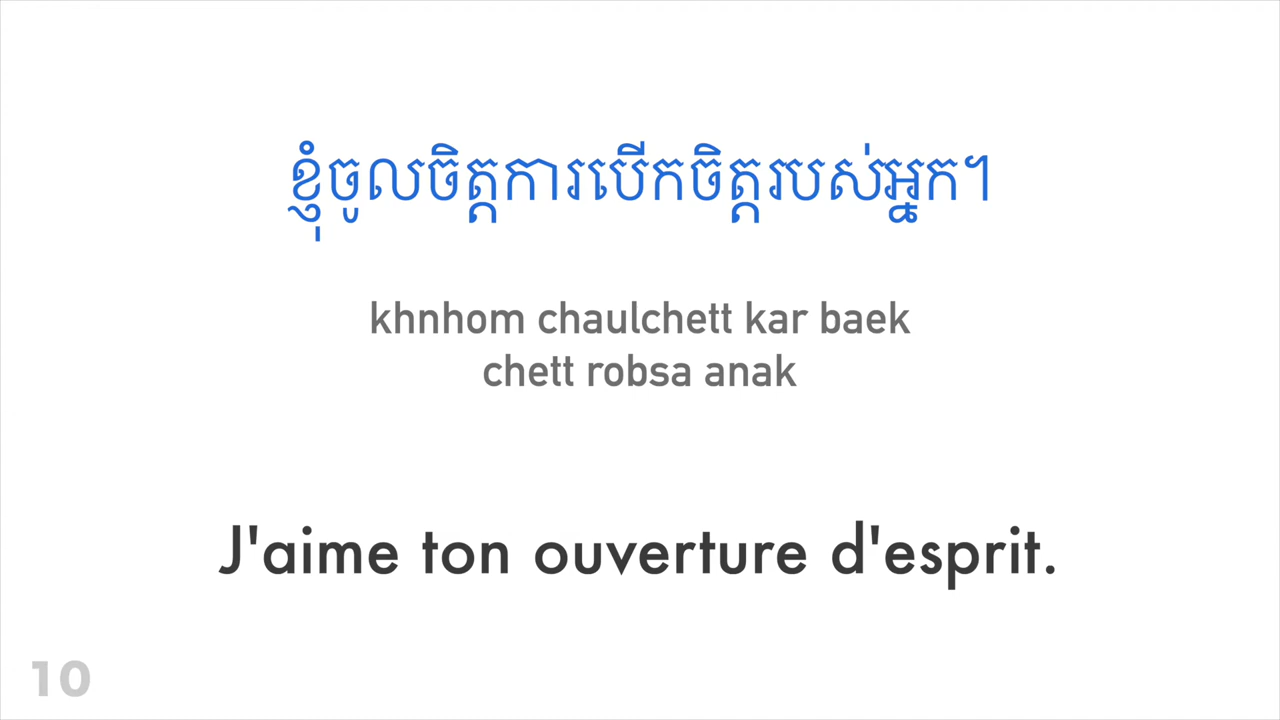 ខ្ញុំចូលចិត្តការបើកចិត្តរបស់អ្នក។
khnhom chaulchett kar baek
chett robsa anak
J'aime ton ouverture d'esprit.
10